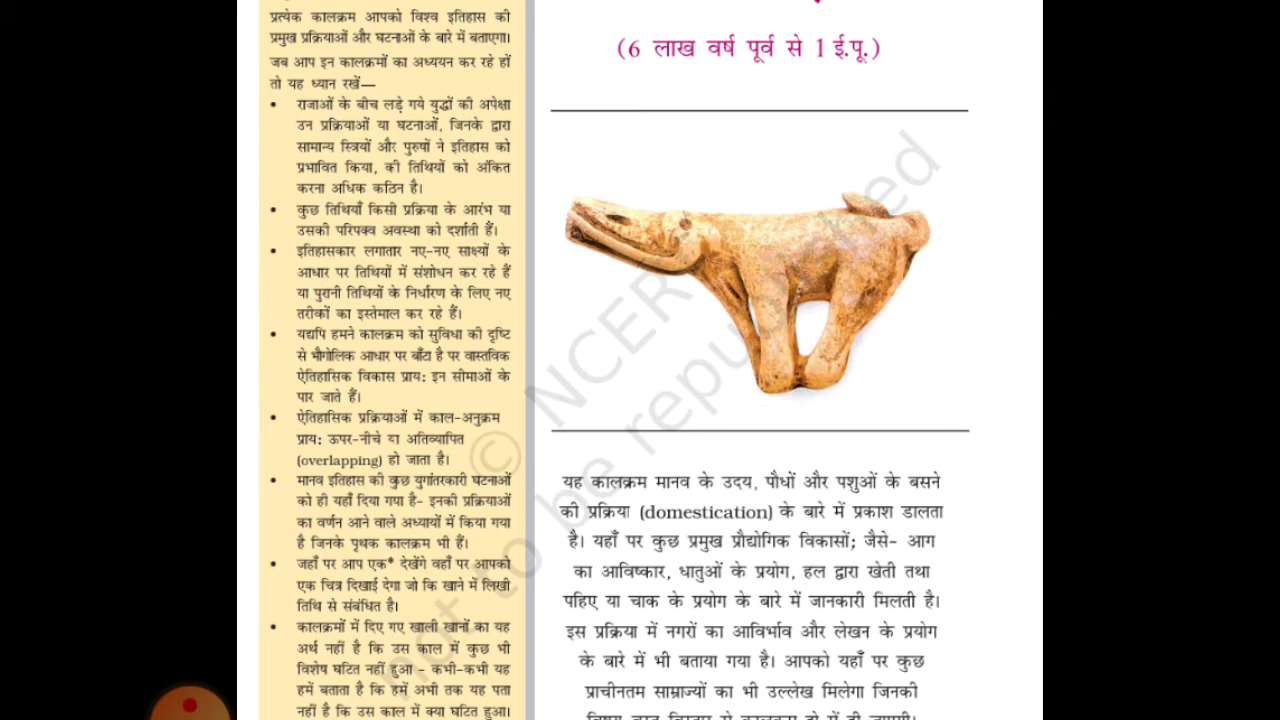 प्रत्येक कालक्रम आपको विश्व इतिहास की
प्रमुख प्रक्रियाओं और घटनाओं के बारे में बताएगा।
जब आप इन कालक्रमों का अध्ययन कर रहे हों
तो यह ध्यान रखें—
• राजाओं के बीच लड़े गये युद्धों की अपेक्षा
उन प्रक्रियाओं या घटनाओं, जिनके द्वारा
सामान्य स्त्रियों और पुरुषों ने इतिहास को
प्रभावित किया, की तिथियों को अंकित
करना अधिक कठिन है।
• कुछ तिथियाँ किसी प्रक्रिया के आरंभ या
उसकी परिपक्व अवस्था को दर्शाती हैं।
• इतिहासकार लगातार नए-नए साक्ष्यों के
आधार पर तिथियों में संशोधन कर रहे हैं
या पुरानी तिथियों के निर्धारण के लिए नए
तरीकों का इस्तेमाल कर रहे हैं।
• यद्यपि हमने कालक्रम को सुविधा की दृष्टि
से भौगोलिक आधार पर बाँटा है पर वास्तविक
ऐतिहासिक विकास प्राय: इन सीमाओं के
पार जाते हैं।
• ऐतिहासिक प्रक्रियाओं में काल-अनुक्रम
प्राय: ऊपर-नीचे या अतिव्यापित
(overlapping) हो जाता है।
• मानव इतिहास की कुछ युगांतरकारी घटनाओं
को ही यहाँ दिया गया है- इनकी प्रक्रियाओं
का वर्णन आने वाले अध्यायों में किया गया
है जिनके पृथक कालक्रम भी हैं।
• जहाँ पर आप एक* देखेंगे वहाँ पर आपको
एक चित्र दिखाई देगा जो कि खाने में लिखी
तिथि से संबंधित है।
• कालक्रमों में दिए गए खाली खानों का यह
अर्थ नहीं है कि उस काल में कुछ भी
विशेष घटित नहीं हुआ - कभी-कभी यह
हमें बताता है कि हमें अभी तक यह पता
नहीं है कि उस काल में क्या घटित हुआ।
(6 लाख वर्ष पूर्व से 1 ई.पू.)
यह कालक्रम मानव के उदय, पौधों और पशुओं के बसने
की प्रक्रिया (domestication) के बारे में प्रकाश डालता
है। यहाँ पर कुछ प्रमुख प्रौद्योगिक विकासों; जैसे- आग
का आविष्कार, धातुओं के प्रयोग, हल द्वारा खेती तथा
पहिए या चाक के प्रयोग के बारे में जानकारी मिलती है।
इस प्रक्रिया में नगरों का आविर्भाव और लेखन के प्रयोग
के बारे में भी बताया गया है। आपको यहाँ पर कुछ
प्राचीनतम साम्राज्यों का भी उल्लेख मिलेगा जिनकी
© NCER
not to be republished